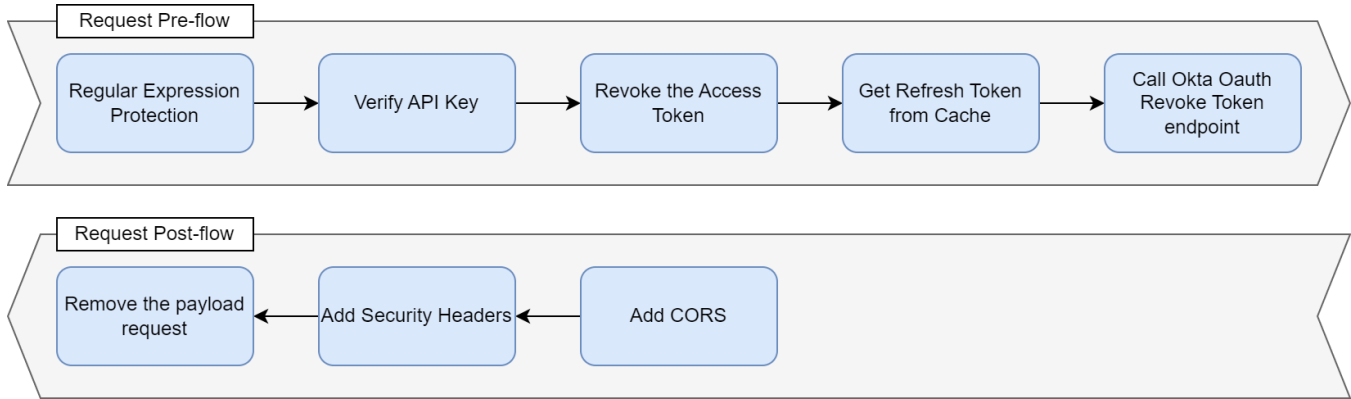 Request Pre-flow
Regular Expression
Protection
Verify API Key
Revoke the Access
Token
Get Refresh Token
from Cache
Call Okta Oauth
Revoke Token
endpoint
Request Post-flow
Remove the payload
request
Add Security Headers
Add CORS